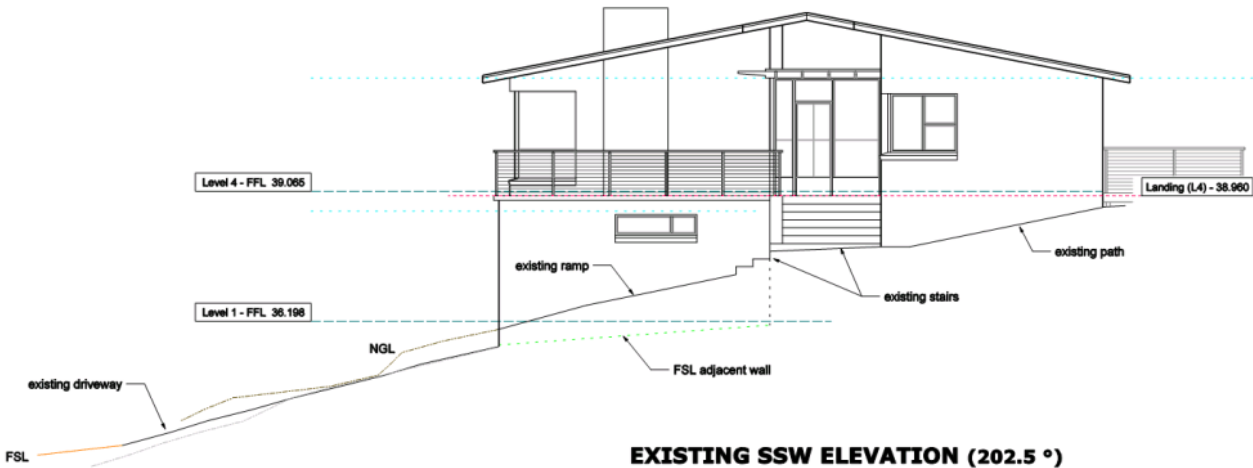 Level 4 - FFL 39.065
Landing (L4) - 38.960
existing path
existing ramp
existing stairs
Level 1 - FFL 36.198
NGL
FSL adjacent wall
existing driveway
FSL
EXISTING SSW ELEVATION (202.5 °)